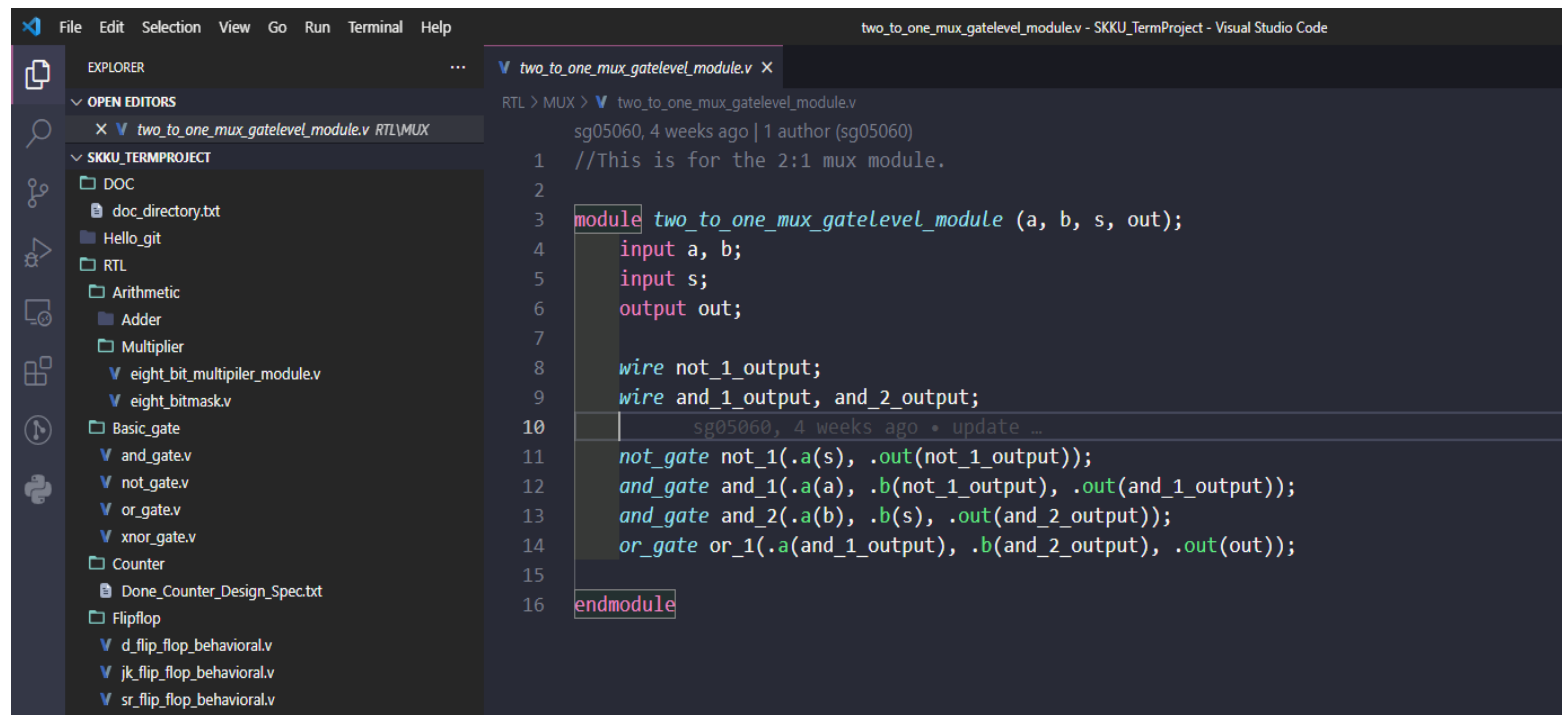 File Edit Selection View Go Run Terminal Help
two_to_one_mux_gatelevel_module.v - SKKU_TermProject - Visual Studio Code
EXPLORER ...
OPEN EDITORS
two_to_one_mux_gatelevel_module.v RTL\MUX
SKKU_TERMPROJECT
DOC
doc_directory.txt
Hello_git
RTL
Arithmetic
Adder
Multiplier
eight_bit_multipiler_module.v
eight_bitmask.v
Basic_gate
and_gate.v
not_gate.v
or_gate.v
xnor_gate.v
Counter
Done_Counter_Design_Spec.txt
Flipflop
d_flip_flop_behavioral.v
jk_flip_flop_behavioral.v
sr_flip_flop_behavioral.v
two_to_one_mux_gatelevel_module.v
RTL > MUX > two_to_one_mux_gatelevel_module.v
sg05060, 4 weeks ago | 1 author (sg05060)
1 //This is for the 2:1 mux module.
2
3 module two_to_one_mux_gatelevel_module (a, b, s, out);
4 input a, b;
5 input s;
6 output out;
7
8 wire not_1_output;
9 wire and_1_output, and_2_output;
10 sg05060, 4 weeks ago • update …
11 not_gate not_1(.a(s), .out(not_1_output));
12 and_gate and_1(.a(a), .b(not_1_output), .out(and_1_output));
13 and_gate and_2(.a(b), .b(s), .out(and_2_output));
14 or_gate or_1(.a(and_1_output), .b(and_2_output), .out(out));
15
16 endmodule